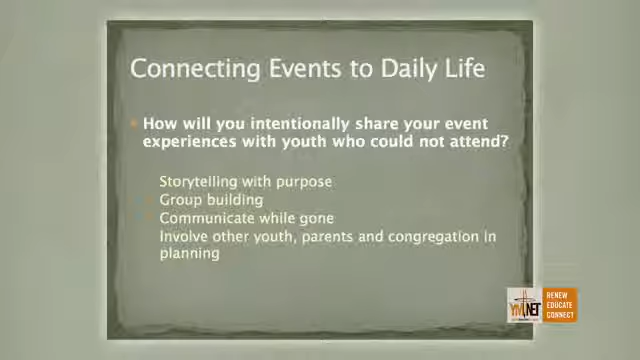 Connecting Events to Daily Life
How will you intentionally share your event
experiences with youth who could not attend?
Storytelling with purpose
Group building
Communicate while gone
Involve other youth, parents and congregation in
planning
YM NET
RENEW
EDUCATE
CONNECT